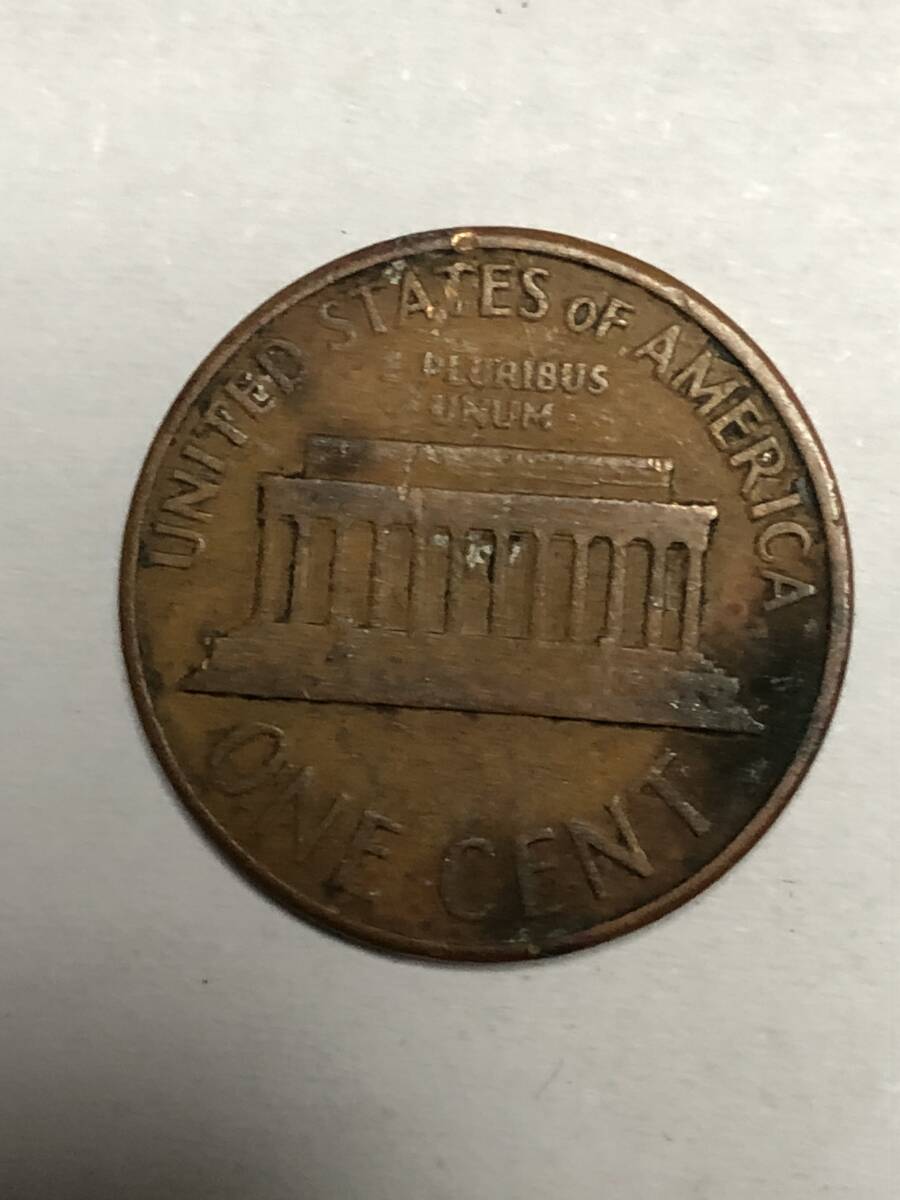 UNITED STATES OF AMERICA
E PLURIBUS
UNUM
ONE CENT